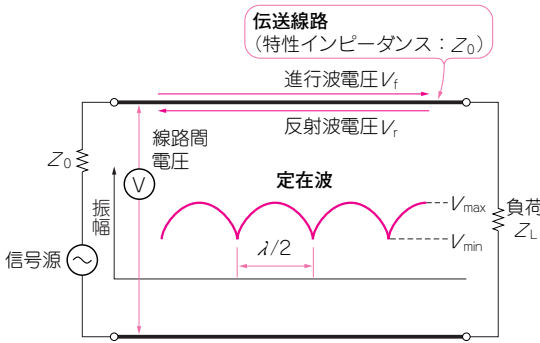 伝送線路
（特性インピーダンス：Z0）
進行波電圧Vf
反射波電圧Vr
線路間
電圧
Z0
V
定在波
振幅
Vmax
負荷
ZL
Vmin
λ/2
信号源